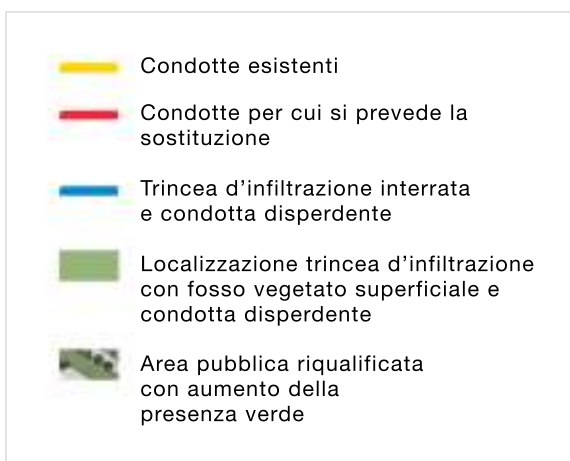 Condotte esistenti
Condotte per cui si prevede la
sostituzione
Trincea d’infiltrazione interrata
e condotta disperdente
Localizzazione trincea d’infiltrazione
con fosso vegetato superficiale e
condotta disperdente
Area pubblica riqualificata
con aumento della
presenza verde